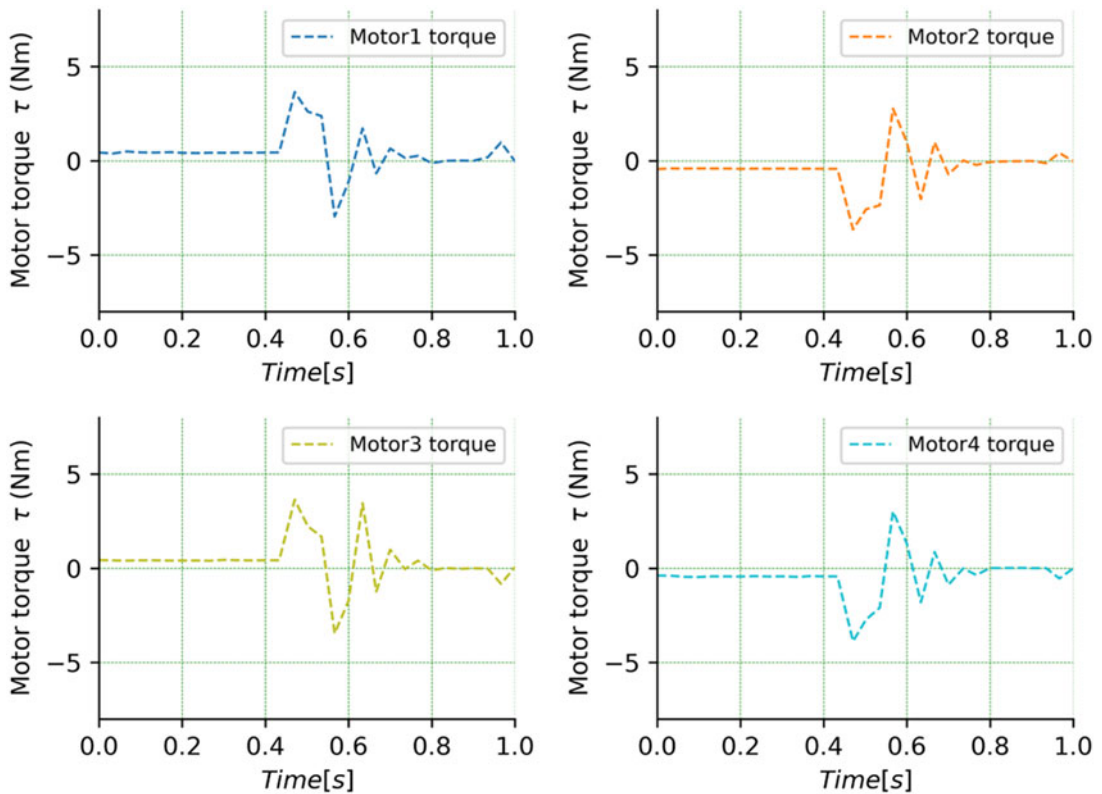 Motor1 torque
Motor torque τ (Nm)
5
0
−5
0.0 0.2 0.4 0.6 0.8 1.0
Time[s]
Motor2 torque
Motor torque τ (Nm)
5
0
−5
0.0 0.2 0.4 0.6 0.8 1.0
Time[s]
Motor3 torque
Motor torque τ (Nm)
5
0
−5
0.0 0.2 0.4 0.6 0.8 1.0
Time[s]
Motor4 torque
Motor torque τ (Nm)
5
0
−5
0.0 0.2 0.4 0.6 0.8 1.0
Time[s]